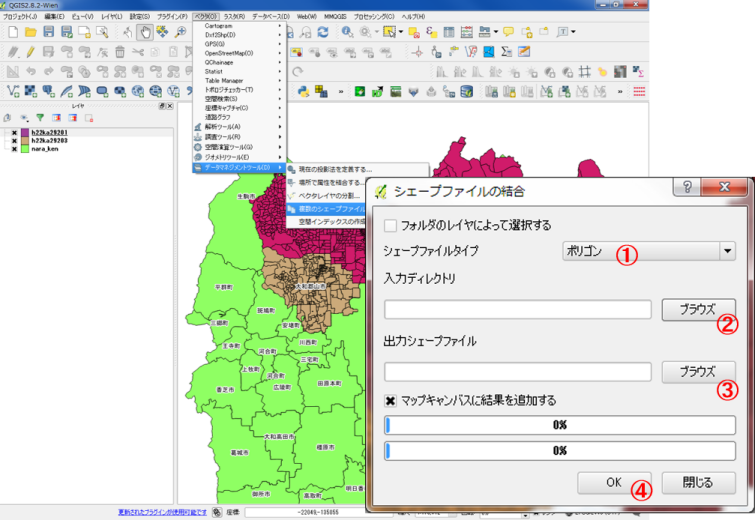 QGIS2.8.2-Wien
プロジェクト(J) 編集(E) ビュー(V) レイヤ(L) 設定(S) プラグイン(P) ベクタ(O) ラスタ(R) データベース(D) Web(W) MMQGIS プロセッシング(C) ヘルプ(H)
Cartogram
Dxf2Shp(D)
GPS(G)
OpenStreetMap(O)
QChainage
Statist
Table Manager
トポロジチェッカー(T)
空間検索(S)
座標キャプチャ(C)
道路グラフ
解析ツール(A)
調査ツール(R)
空間演算ツール(G)
ジオメトリツール(E)
データマネジメントツール(D)
現在の投影法を定義する...
場所で属性を結合する...
ベクタレイヤの分割...
複数のシェープファイル
空間インデックスの作成
レイヤ
h22ka29201
h22ka29203
nara_ken
生駒市
大和郡山市
平群町
斑鳩町
三郷町
安堵町
王寺町
川西町
河合町
三宅町
上牧町
河合町
広陵町
田原本町
香芝市
大和高田市
葛城市
橿原市
御所市
高取町
明日香
シェープファイルの結合
フォルダのレイヤによって選択する
シェープファイルタイプ
ポリゴン
①
入力ディレクトリ
ブラウズ
②
出力シェープファイル
ブラウズ
③
マップキャンバスに結果を追加する
0%
0%
OK
④
閉じる
更新されたプラグインが使用可能です
座標:
-22049,-135055